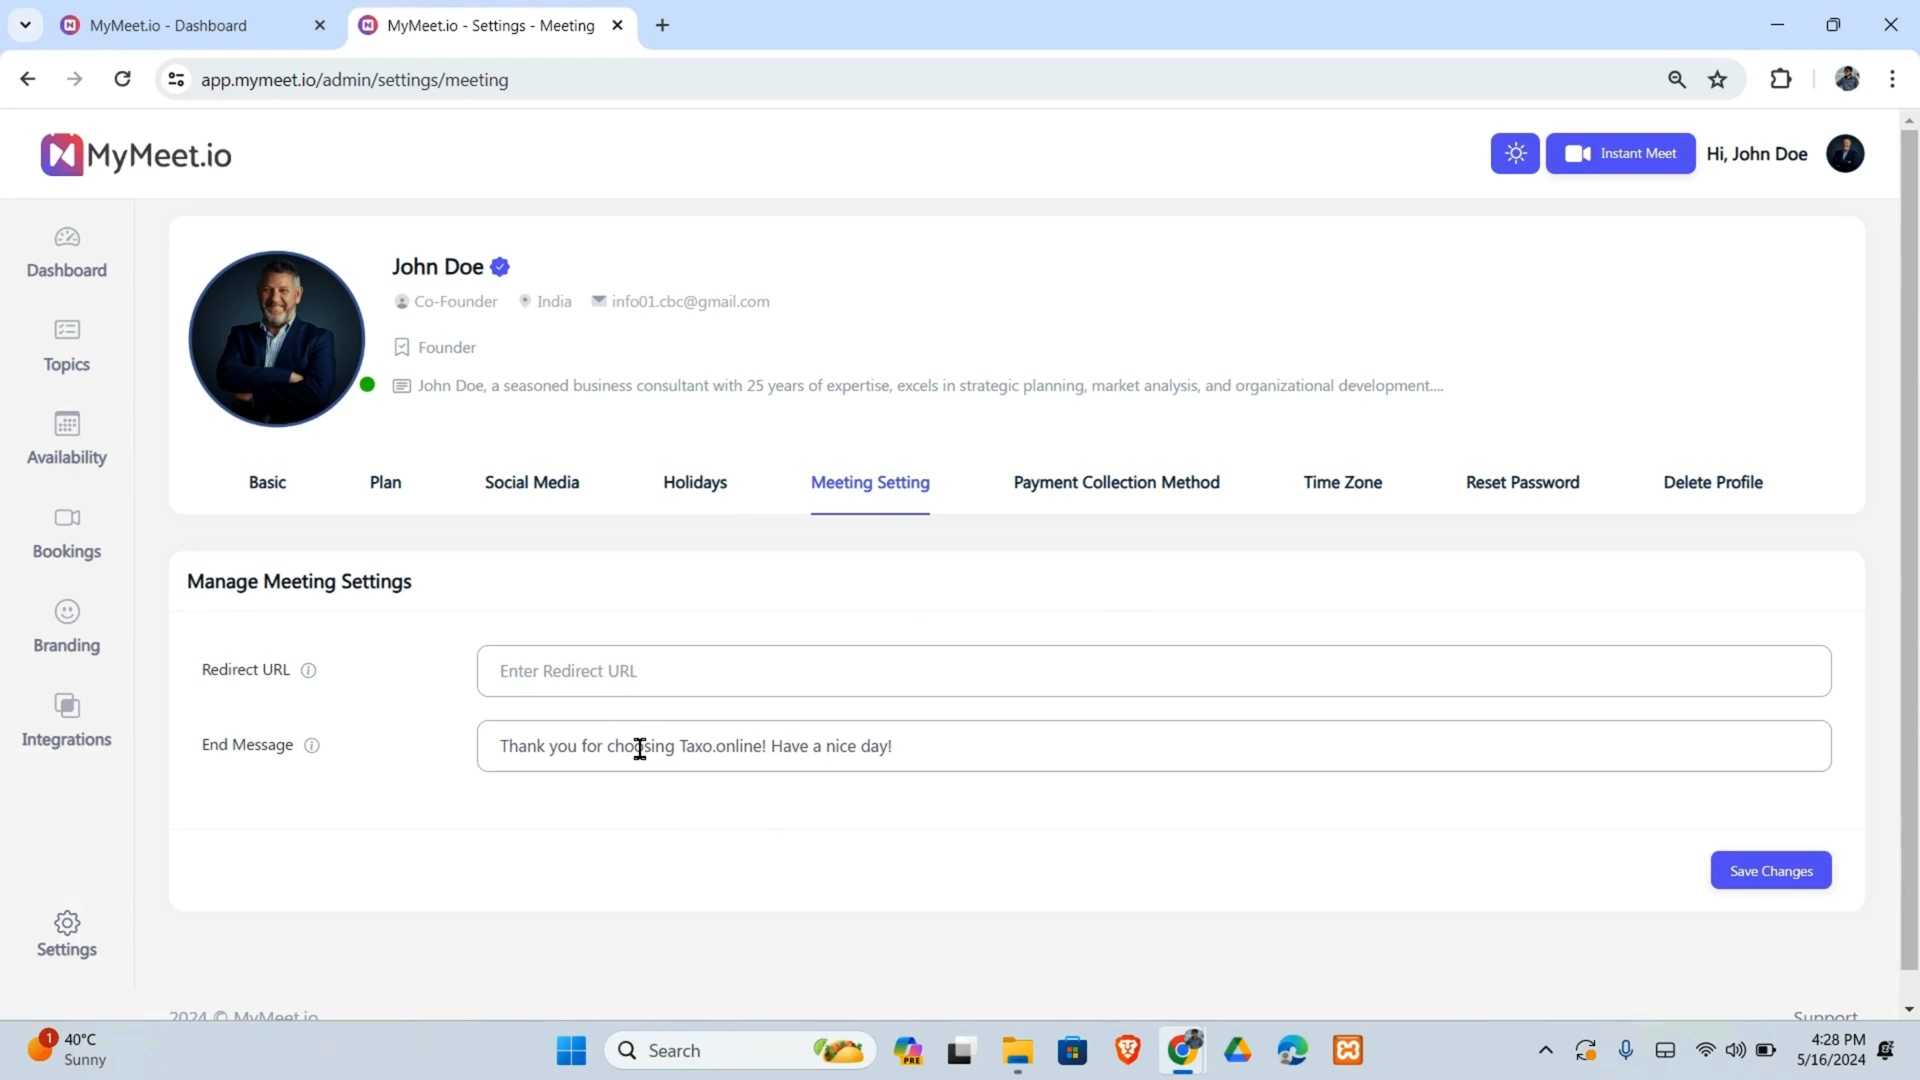 MyMeet.io - Dashboard
MyMeet.io - Settings - Meeting
app.mymeet.io/admin/settings/meeting
MyMeet.io
Instant Meet
Hi, John Doe
Dashboard
Topics
Availability
Bookings
Branding
Integrations
Settings
John Doe
Co-Founder India info01.cbc@gmail.com
Founder
John Doe, a seasoned business consultant with 25 years of expertise, excels in strategic planning, market analysis, and organizational development....
Basic Plan Social Media Holidays Meeting Setting Payment Collection Method Time Zone Reset Password Delete Profile
Manage Meeting Settings
Redirect URL Enter Redirect URL
End Message Thank you for choosing Taxo.online! Have a nice day!
Save Changes
2024 © MyMeet.io
Support
1
40°C
Sunny
Search
PRE
4:28 PM
5/16/2024